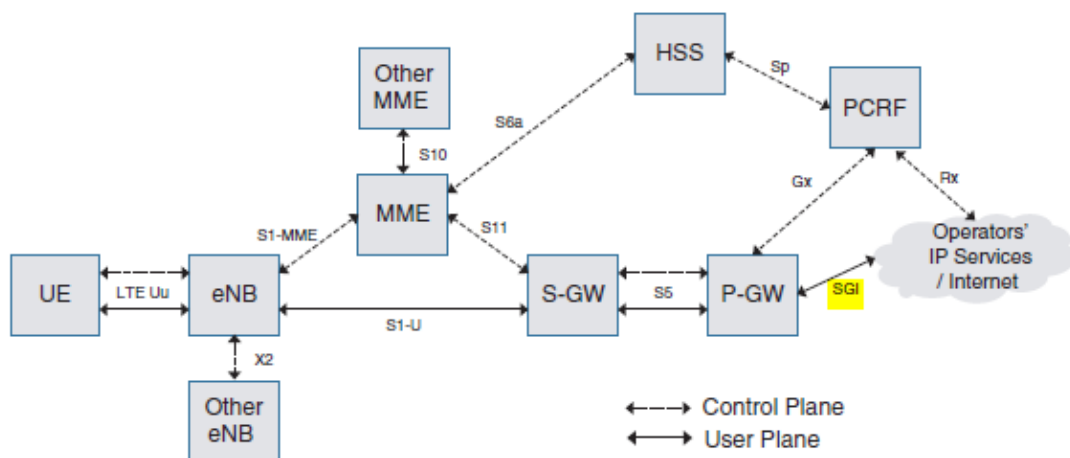 HSS
Sp
Other
MME
PCRF
S6a
S10
Gx
Rx
MME
S1-MME
S11
Operators'
IP Services
/ Internet
UE
LTE Uu
eNB
S-GW
S5
P-GW
SGI
S1-U
X2
Other
eNB
Control Plane
User Plane